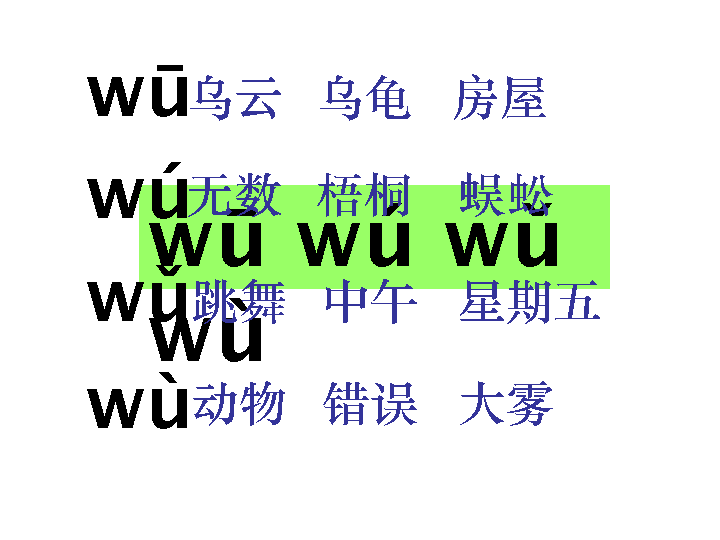 wū乌云 乌龟 房屋
wú无数 梧桐 蜈蚣
wū wú wǔ
wǔ跳舞 中午 星期五
wù
wù动物 错误 大雾